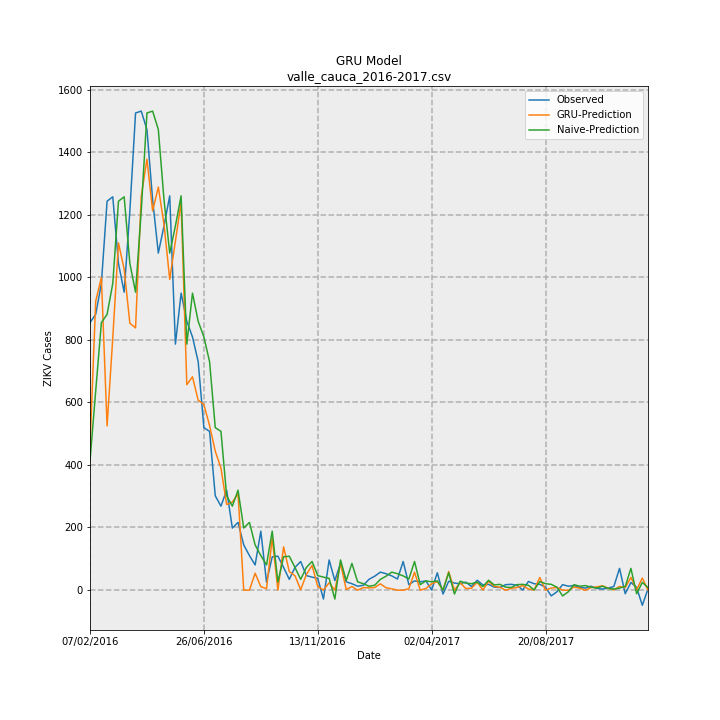 GRU Model
valle_cauca_2016-2017.csv
Observed
GRU-Prediction
Naive-Prediction
1600
1400
1200
1000
800
600
400
200
0
ZIKV Cases
07/02/2016
26/06/2016
13/11/2016
02/04/2017
20/08/2017
Date